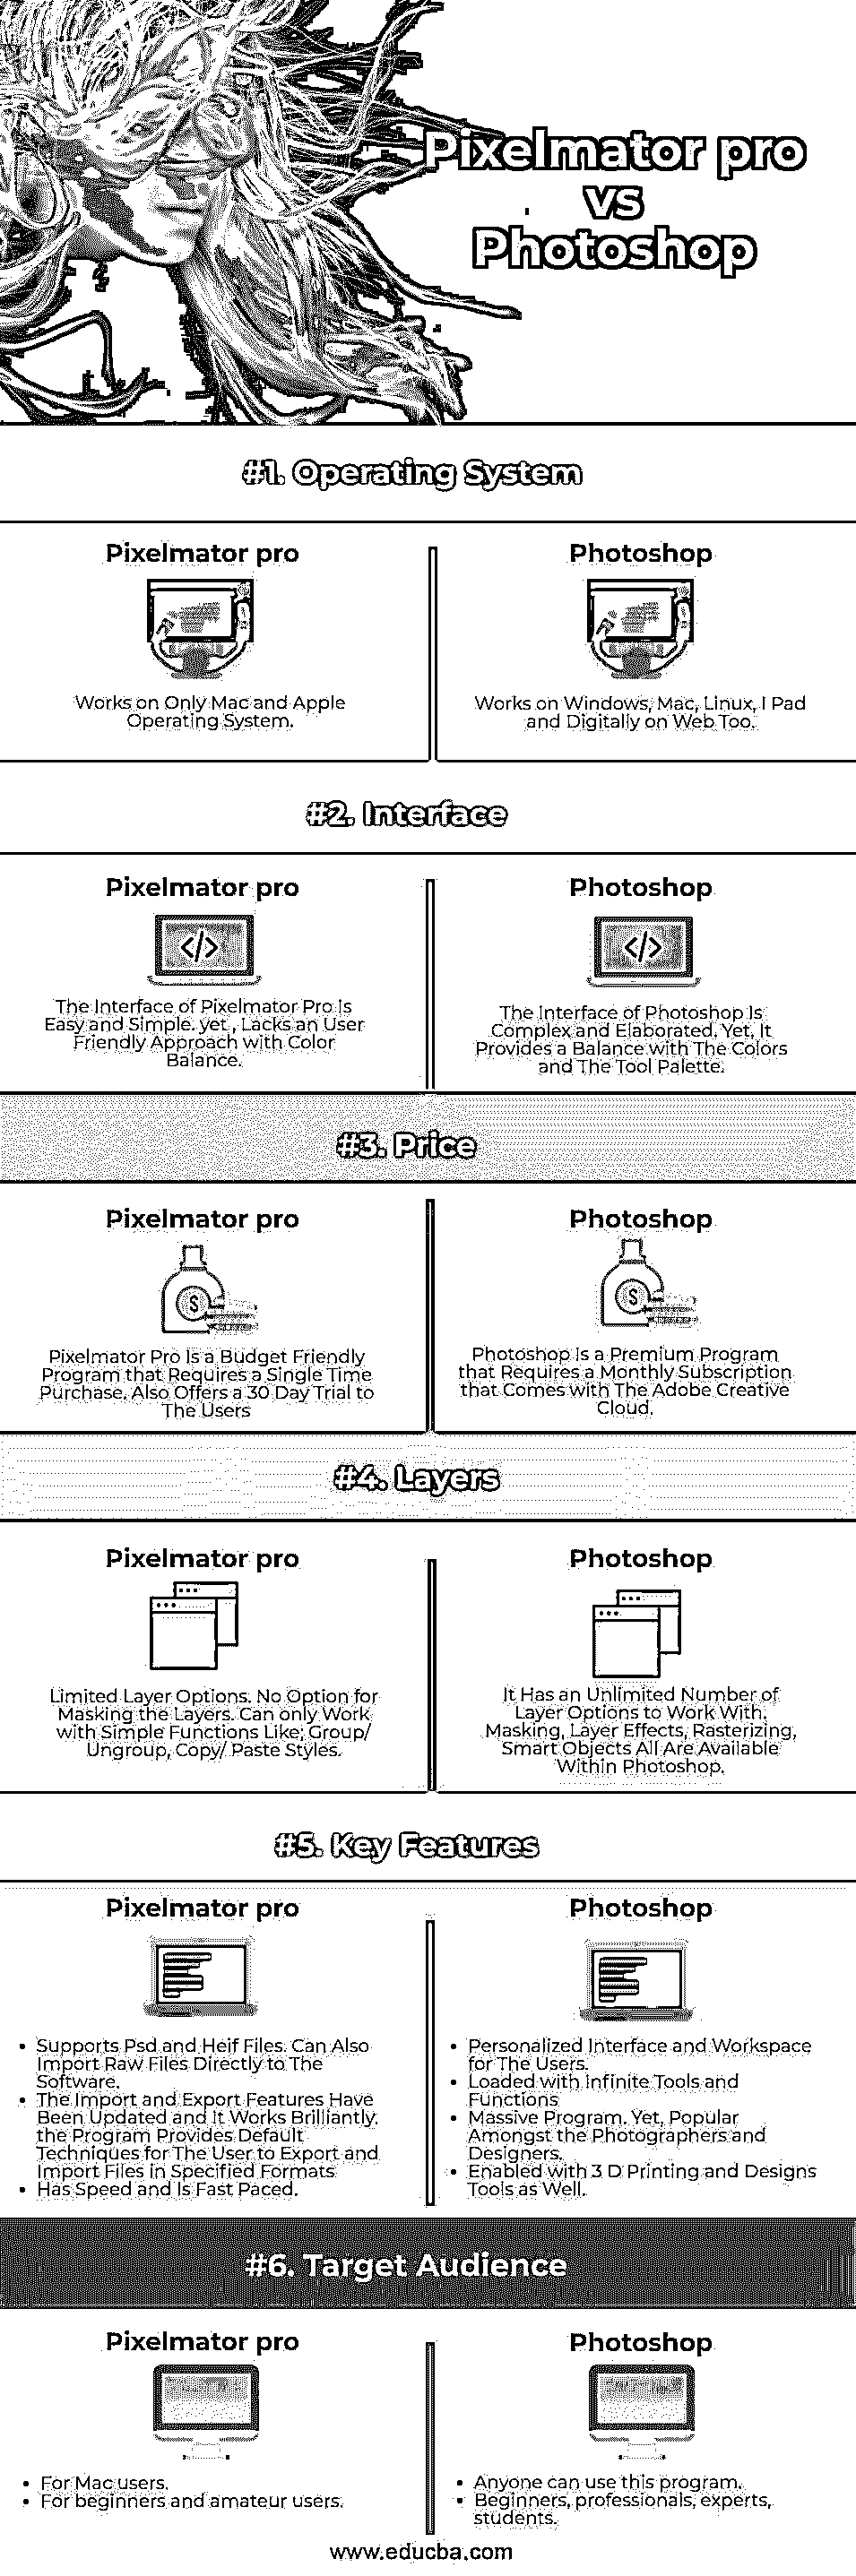 Pixelmator pro
vs
Photoshop
#1. Operating System
Pixelmator pro
Works on Only Mac and Apple
Operating System.
Photoshop
Works on Windows, Mac, Linux, I Pad
and Digitally on Web Too.
#2. Interface
Pixelmator pro
</>
The Interface of Pixelmator Pro Is
Easy and Simple. yet , Lacks an User
Friendly Approach with Color
Balance.
Photoshop
</>
The Interface of Photoshop Is
Complex and Elaborated, Yet, It
Provides a Balance with The Colors
and The Tool Palette.
#3. Price
Pixelmator pro
$
Pixelmator Pro Is a Budget Friendly
Program that Requires a Single Time
Purchase. Also Offers a 30 Day Trial to
The Users
Photoshop
$
Photoshop Is a Premium Program
that Requires a Monthly Subscription
that Comes with The Adobe Creative
Cloud.
#4. Layers
Pixelmator pro
Limited Layer Options. No Option for
Masking the Layers. Can only Work
with Simple Functions Like; Group/
Ungroup, Copy/ Paste Styles.
Photoshop
It Has an Unlimited Number of
Layer Options to Work With.
Masking, Layer Effects, Rasterizing,
Smart Objects All Are Available
Within Photoshop.
#5. Key Features
Pixelmator pro
• Supports Psd and Heif Files. Can Also
Import Raw Files Directly to The
Software.
• The Import and Export Features Have
Been Updated and It Works Brilliantly.
the Program Provides Default
Techniques for The User to Export and
Import Files in Specified Formats
• Has Speed and Is Fast Paced.
Photoshop
• Personalized Interface and Workspace
for The Users.
• Loaded with Infinite Tools and
Functions
• Massive Program. Yet, Popular
Amongst the Photographers and
Designers.
• Enabled with 3 D Printing and Designs
Tools as Well.
#6. Target Audience
Pixelmator pro
• For Mac users.
• For beginners and amateur users.
Photoshop
• Anyone can use this program.
• Beginners, professionals, experts,
students.
www.educba.com